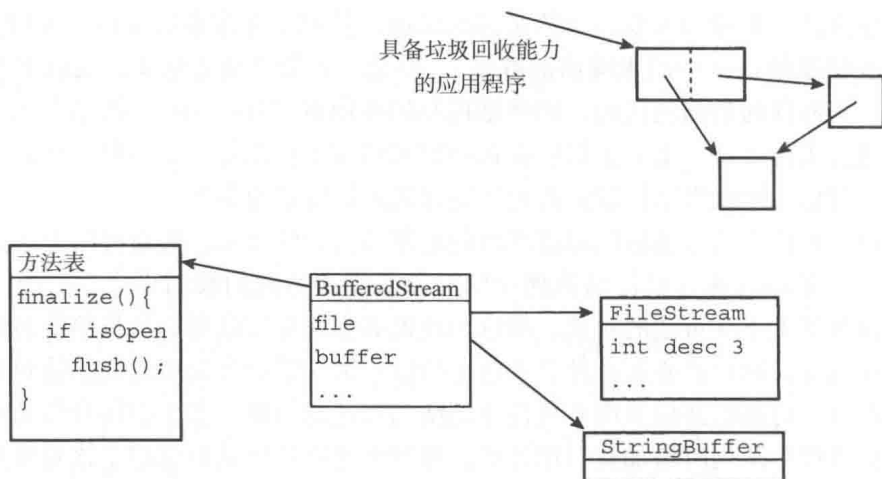 具备垃圾回收能力
的应用程序
方法表
finalize(){
if isOpen
flush();
}
BufferedStream
file
buffer
...
FileStream
int desc 3
...
StringBuffer